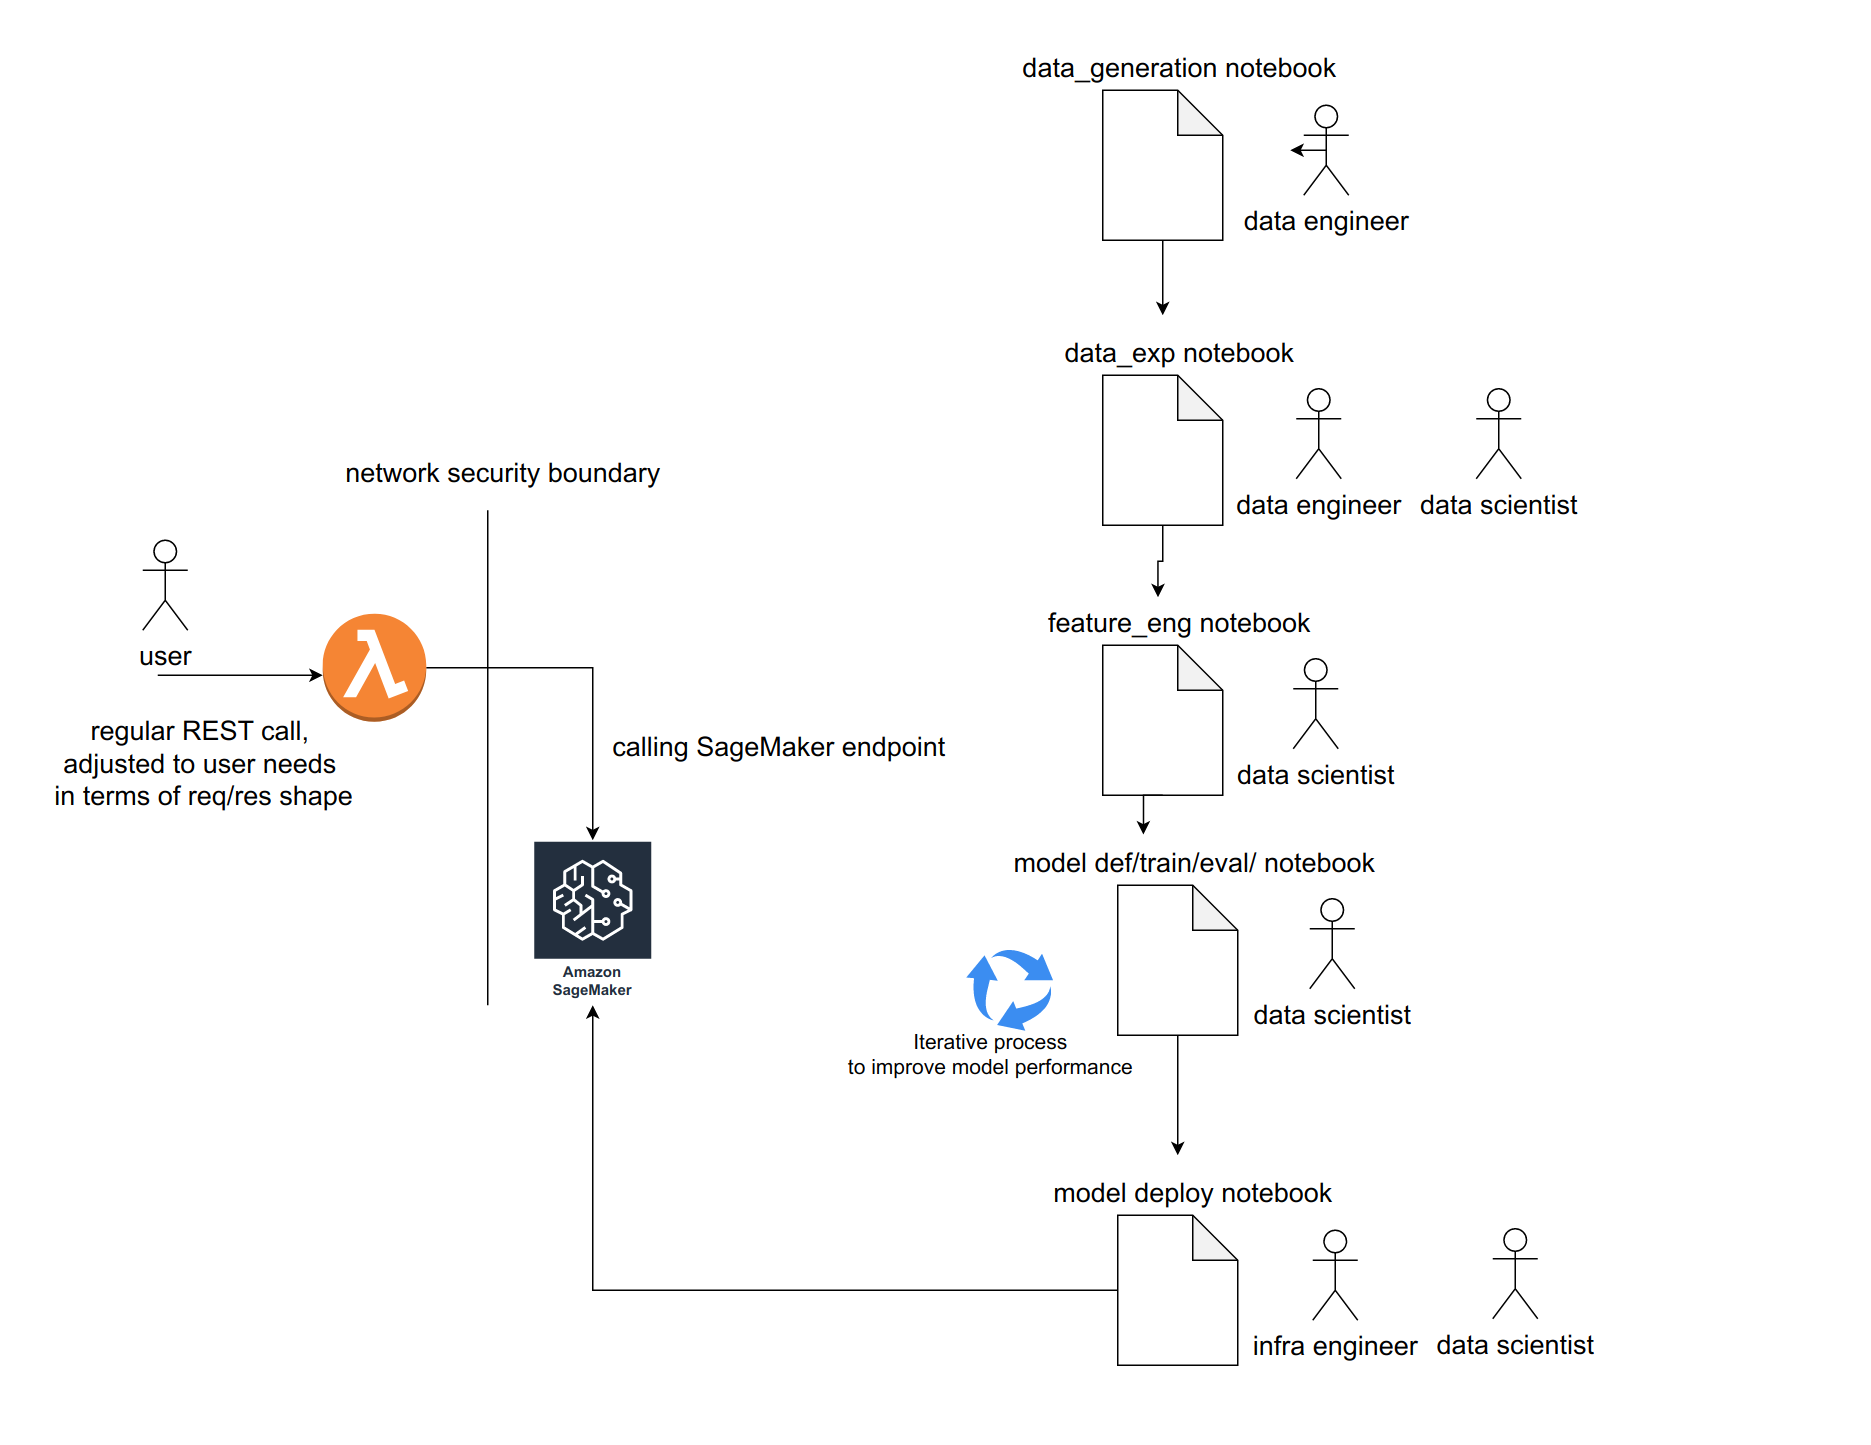 data_generation notebook
data engineer
data_exp notebook
data engineer
data scientist
network security boundary
user
regular REST call,
adjusted to user needs
in terms of req/res shape
calling SageMaker endpoint
feature_eng notebook
data scientist
model def/train/eval/ notebook
Amazon
SageMaker
data scientist
Iterative process
to improve model performance
model deploy notebook
infra engineer
data scientist